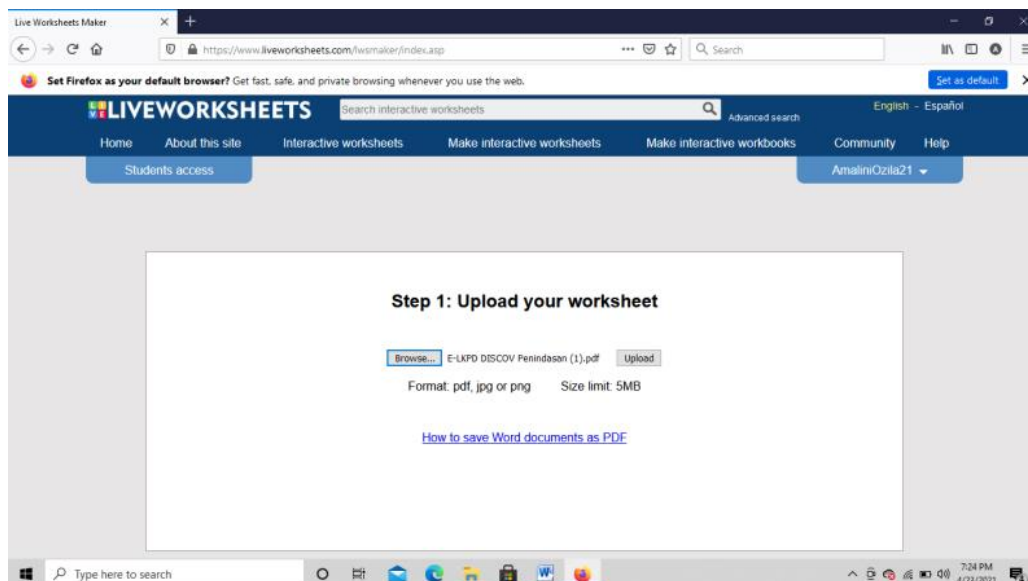 Live Worksheets Maker
https://www.liveworksheets.com/lwsmaker/index.asp
Search
Set Firefox as your default browser? Get fast, safe, and private browsing whenever you use the web.
Set as default
LIVEWORKSHEETS
Search interactive worksheets
Advanced search
English - Español
Home About this site Interactive worksheets Make interactive worksheets Make interactive workbooks Community Help
Students access
AmaliniOzila21
Step 1: Upload your worksheet
Browse... E-LKPD DISCOV Penindasan (1).pdf Upload
Format: pdf, jpg or png Size limit: 5MB
How to save Word documents as PDF
Type here to search
7:24 PM